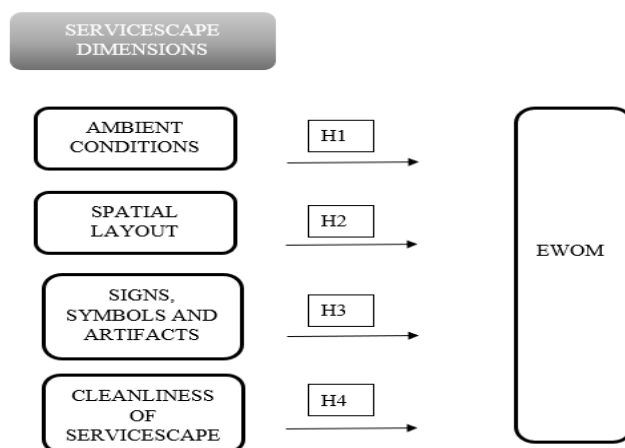 SERVICESCAPE
DIMENSIONS
AMBIENT
CONDITIONS
H1
SPATIAL
LAYOUT
H2
EWOM
SIGNS,
SYMBOLS AND
ARTIFACTS
H3
CLEANLINESS
OF
SERVICESCAPE
H4